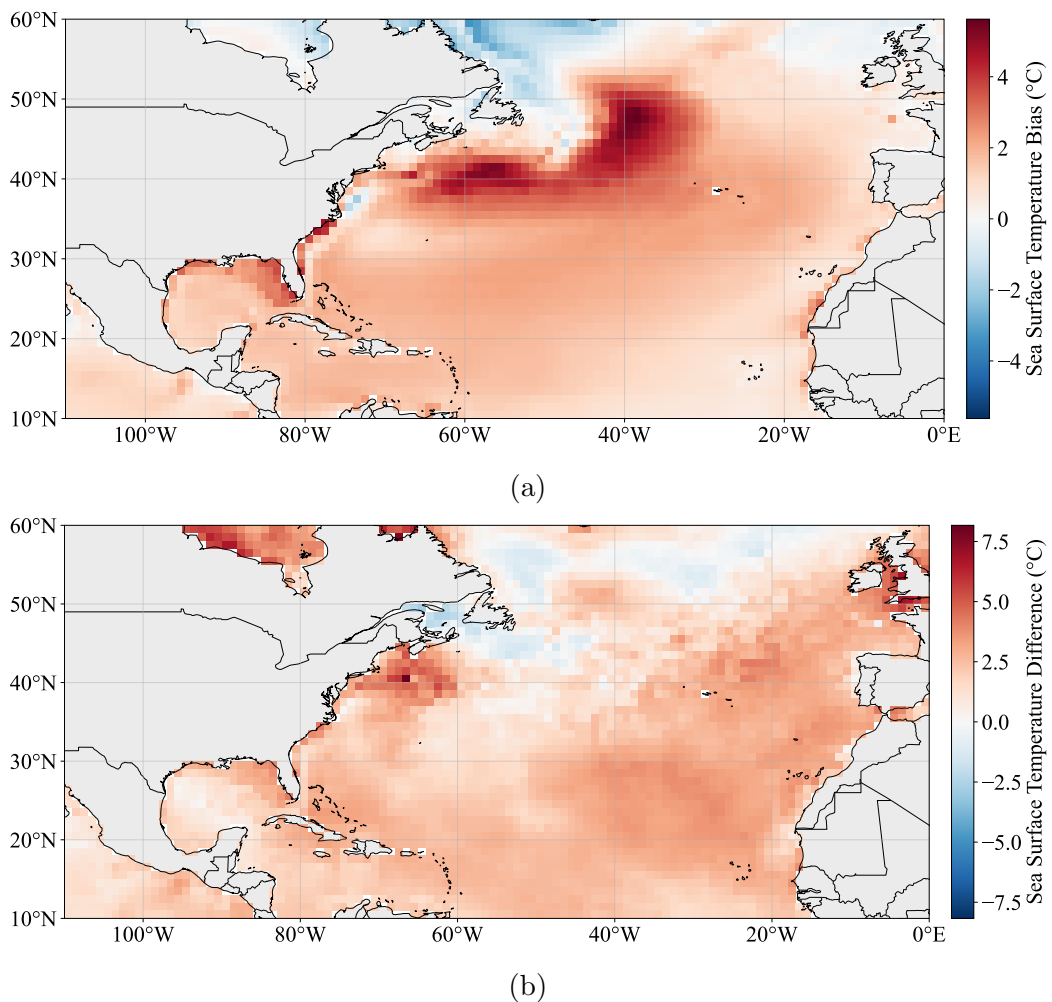 60°N
50°N
40°N
30°N
20°N
10°N
100°W
80°W
60°W
40°W
20°W
0°E
4
2
0
−2
−4
Sea Surface Temperature Bias (°C)
(a)
60°N
50°N
40°N
30°N
20°N
10°N
100°W
80°W
60°W
40°W
20°W
0°E
7.5
5.0
2.5
0.0
−2.5
−5.0
−7.5
Sea Surface Temperature Difference (°C)
(b)